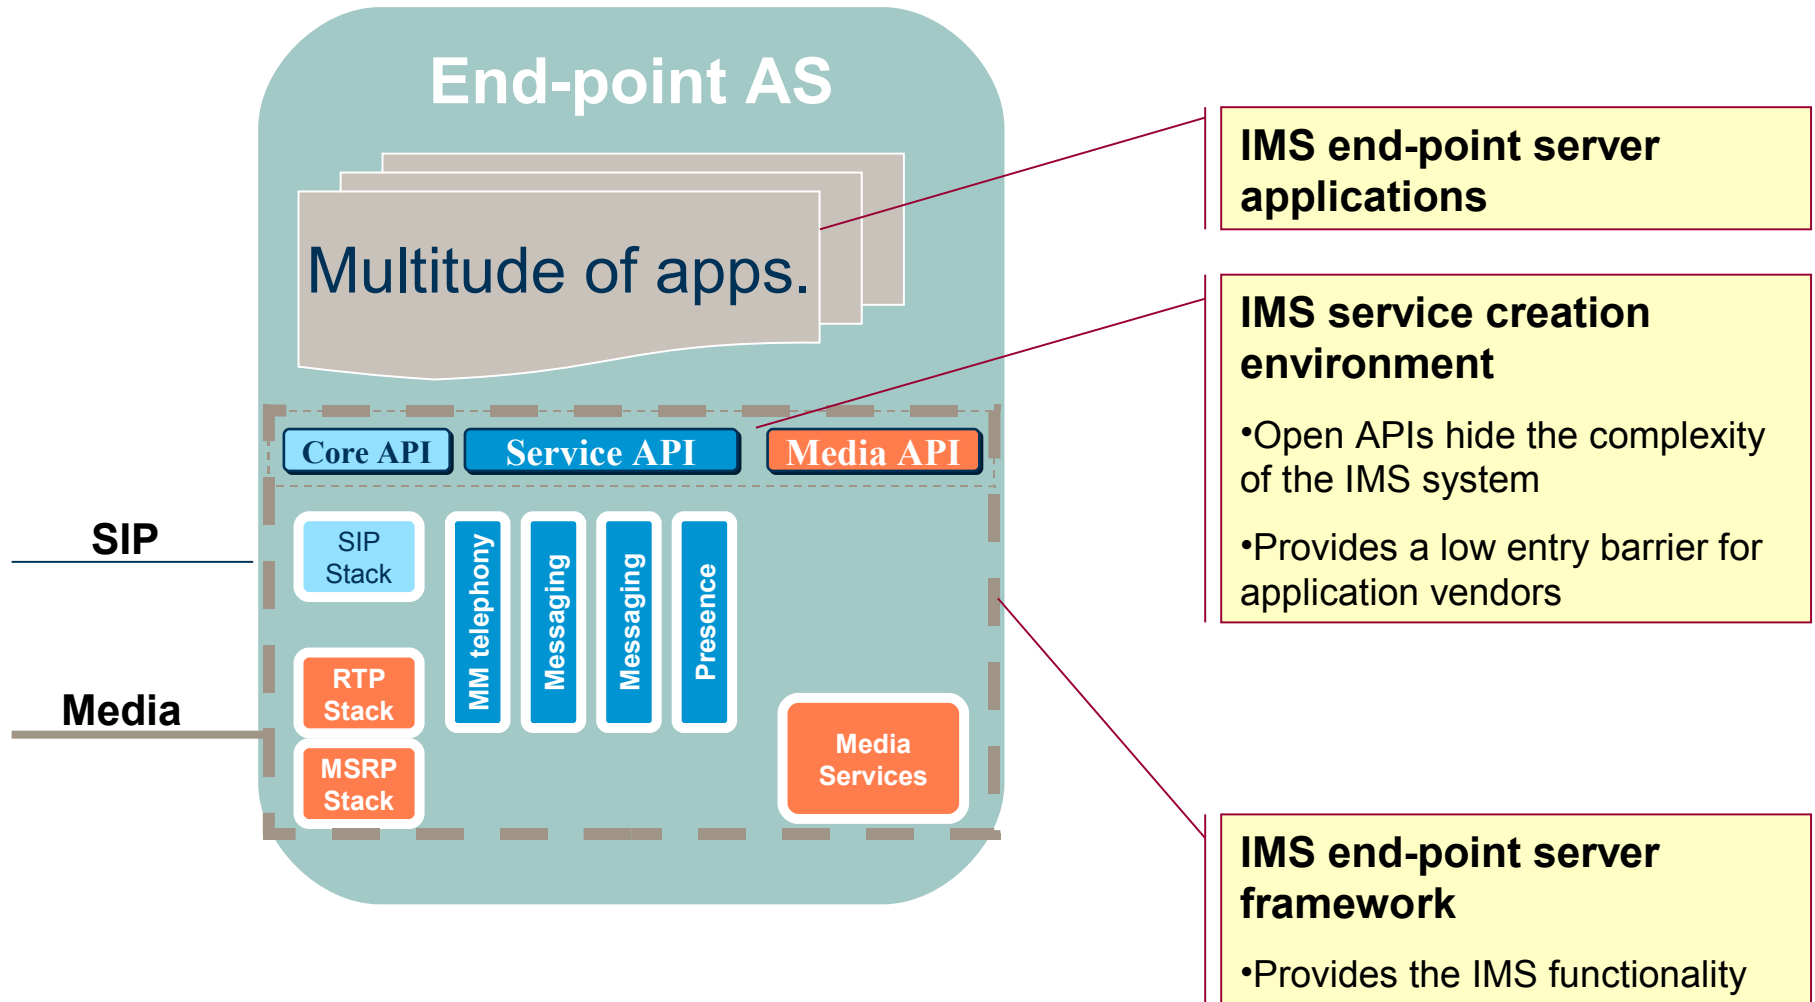 End-point AS
Multitude of apps.
Core API
Service API
Media API
SIP
SIP
Stack
MM telephony
Messaging
Messaging
Presence
Media
RTP
Stack
MSRP
Stack
Media
Services
IMS end-point server
applications
IMS service creation
environment
•Open APIs hide the complexity
of the IMS system
•Provides a low entry barrier for
application vendors
IMS end-point server
framework
•Provides the IMS functionality